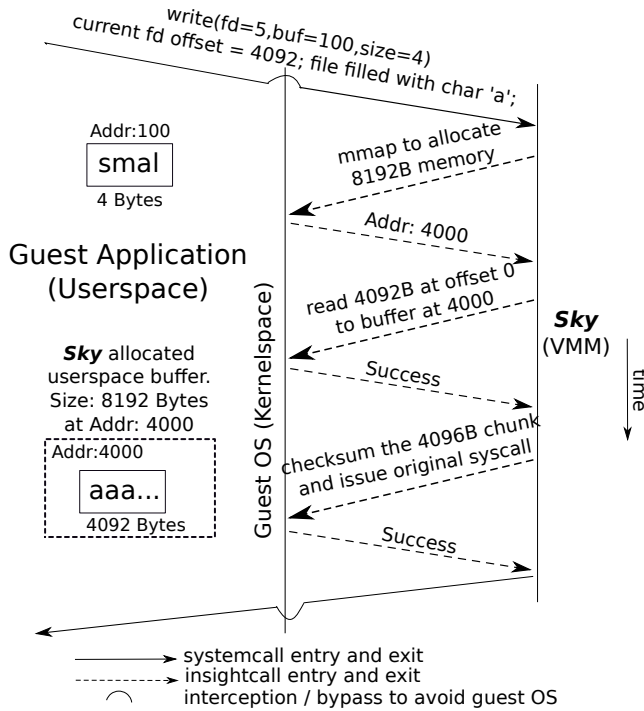 write(fd=5,buf=100,size=4)
current fd offset = 4092; file filled with char 'a';
Addr:100
smal
4 Bytes
mmap to allocate
8192B memory
Addr: 4000
Guest Application
(Userspace)
read 4092B at offset 0
to buffer at 4000
Sky
(VMM)
time
Success
Guest OS (Kernelspace)
Sky allocated
userspace buffer.
Size: 8192 Bytes
at Addr: 4000
Addr:4000
aaa...
4092 Bytes
checksum the 4096B chunk
and issue original syscall
Success
systemcall entry and exit
insightcall entry and exit
interception / bypass to avoid guest OS